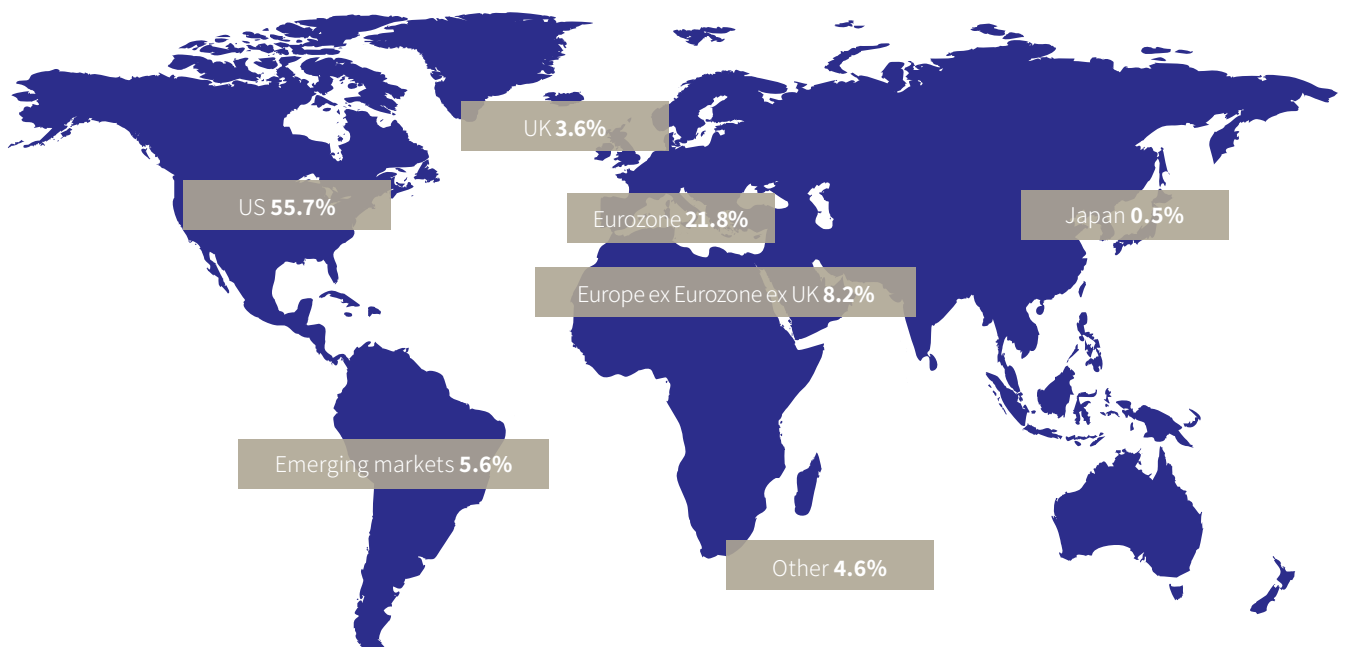 UK 3.6%
US 55.7%
Eurozone 21.8%
Japan 0.5%
Europe ex Eurozone ex UK 8.2%
Emerging markets 5.6%
Other 4.6%